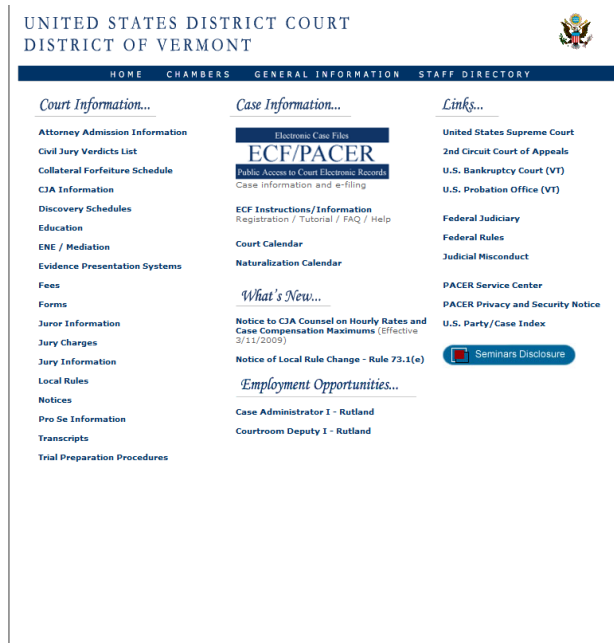 UNITED STATES DISTRICT COURT
DISTRICT OF VERMONT
HOME CHAMBERS GENERAL INFORMATION STAFF DIRECTORY
Court Information...
Attorney Admission Information
Civil Jury Verdicts List
Collateral Forfeiture Schedule
CJA Information
Discovery Schedules
Education
ENE / Mediation
Evidence Presentation Systems
Fees
Forms
Juror Information
Jury Charges
Jury Information
Local Rules
Notices
Pro Se Information
Transcripts
Trial Preparation Procedures
Case Information...
Electronic Case Files
ECF/PACER
Public Access to Court Electronic Records
Case information and e-filing
ECF Instructions/Information
Registration / Tutorial / FAQ / Help
Court Calendar
Naturalization Calendar
What's New...
Notice to CJA Counsel on Hourly Rates and
Case Compensation Maximums (Effective
3/11/2009)
Notice of Local Rule Change - Rule 73.1(e)
Employment Opportunities...
Case Administrator I - Rutland
Courtroom Deputy I - Rutland
Links...
United States Supreme Court
2nd Circuit Court of Appeals
U.S. Bankruptcy Court (VT)
U.S. Probation Office (VT)
Federal Judiciary
Federal Rules
Judicial Misconduct
PACER Service Center
PACER Privacy and Security Notice
U.S. Party/Case Index
Seminars Disclosure